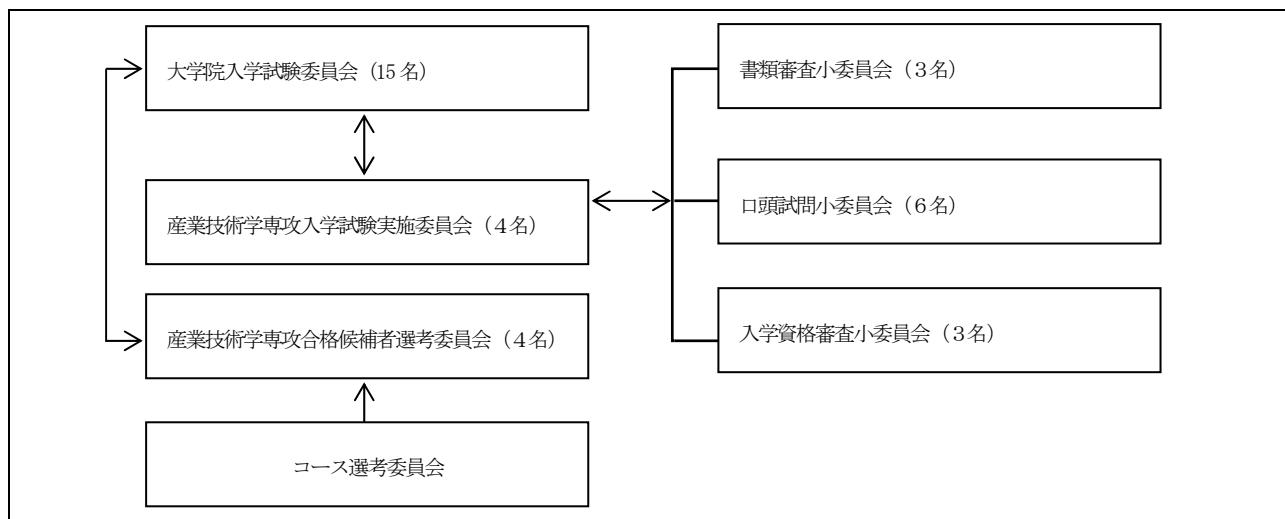 大学院入学試験委員会（15名）
産業技術学専攻入学試験実施委員会（４名）
産業技術学専攻合格候補者選考委員会（４名）
コース選考委員会
書類審査小委員会（３名）
口頭試問小委員会（６名）
入学資格審査小委員会（３名）